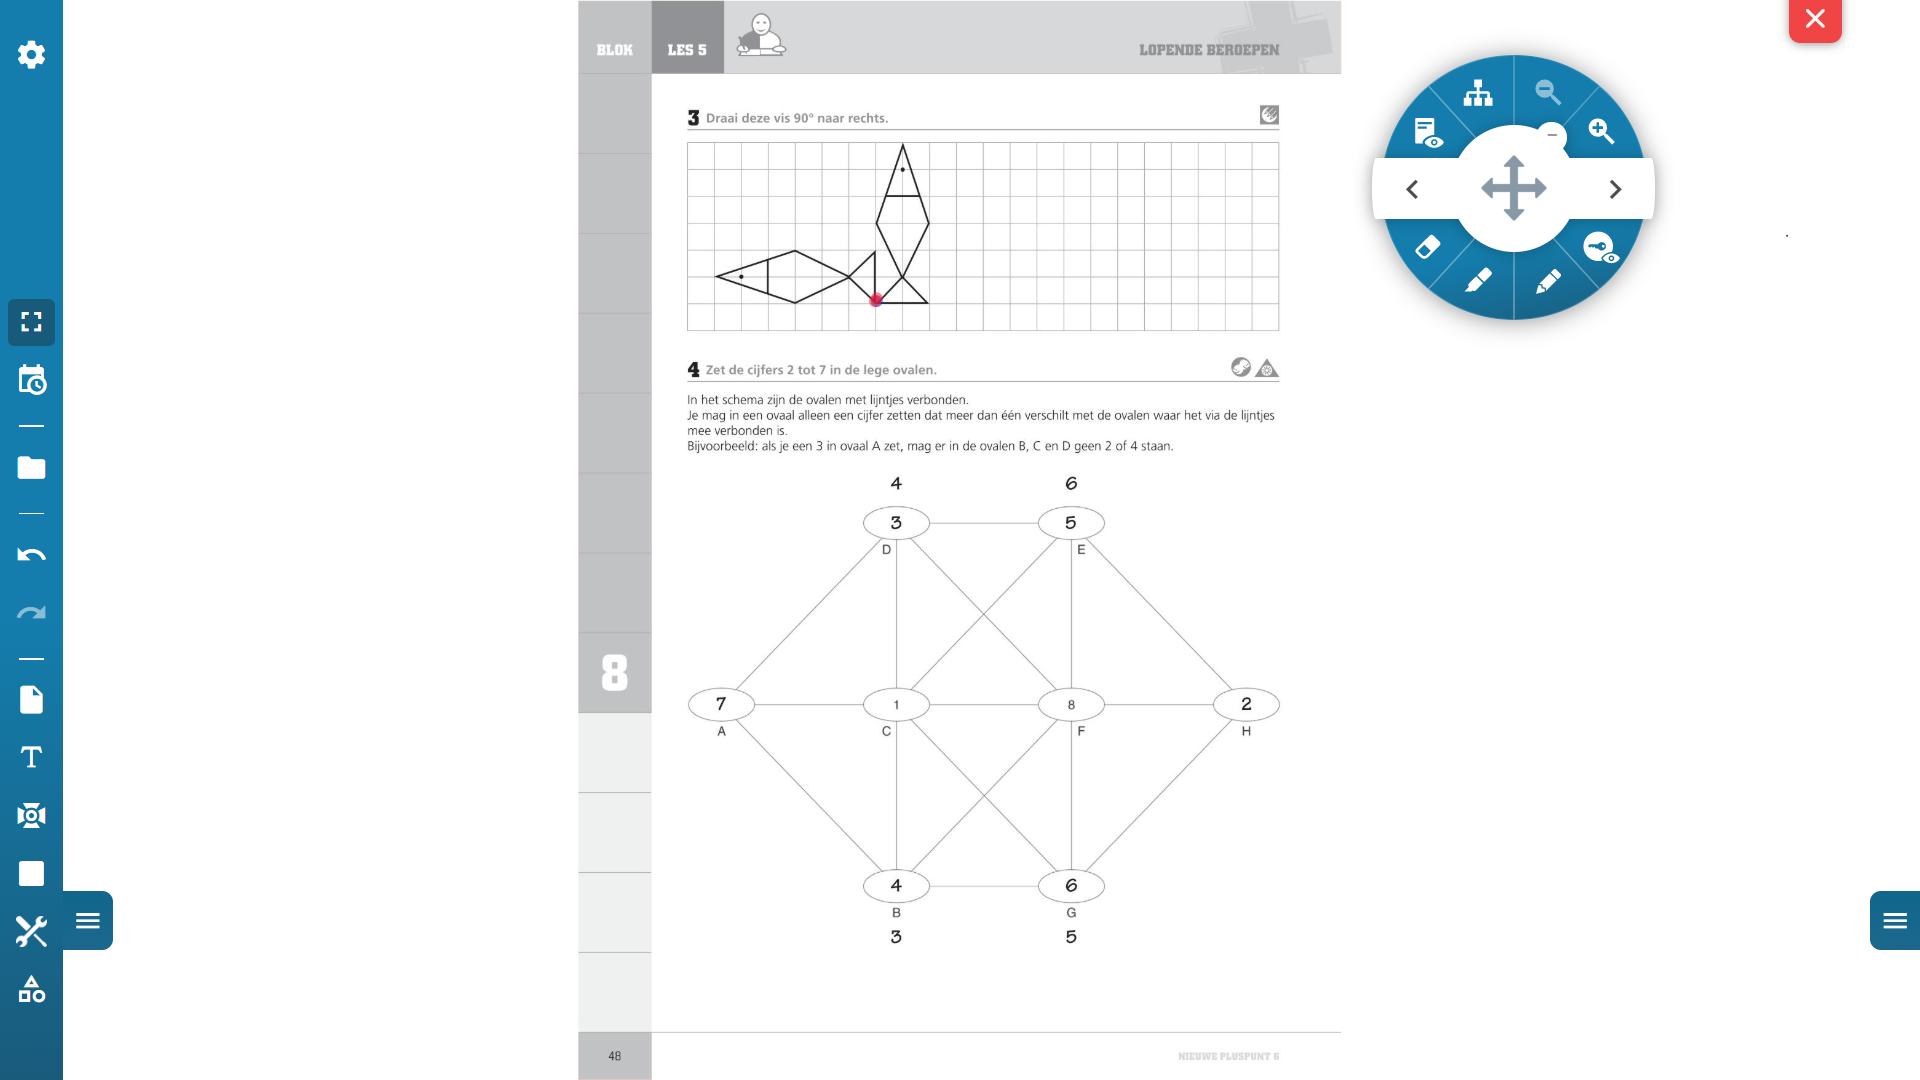 BLOK LES 5 LOPENDE BEROEPEN
3 Draai deze vis 90° naar rechts.
4 Zet de cijfers 2 tot 7 in de lege ovalen.
In het schema zijn de ovalen met lijntjes verbonden.
Je mag in een ovaal alleen een cijfer zetten dat meer dan één verschilt met de ovalen waar het via de lijntjes
mee verbonden is.
Bijvoorbeeld: als je een 3 in ovaal A zet, mag er in de ovalen B, C en D geen 2 of 4 staan.
4 6
3 5
D E
8
7 1 8 2
A C F H
4 6
B G
3 5
48 NIEUWE PLUSPUNT 6